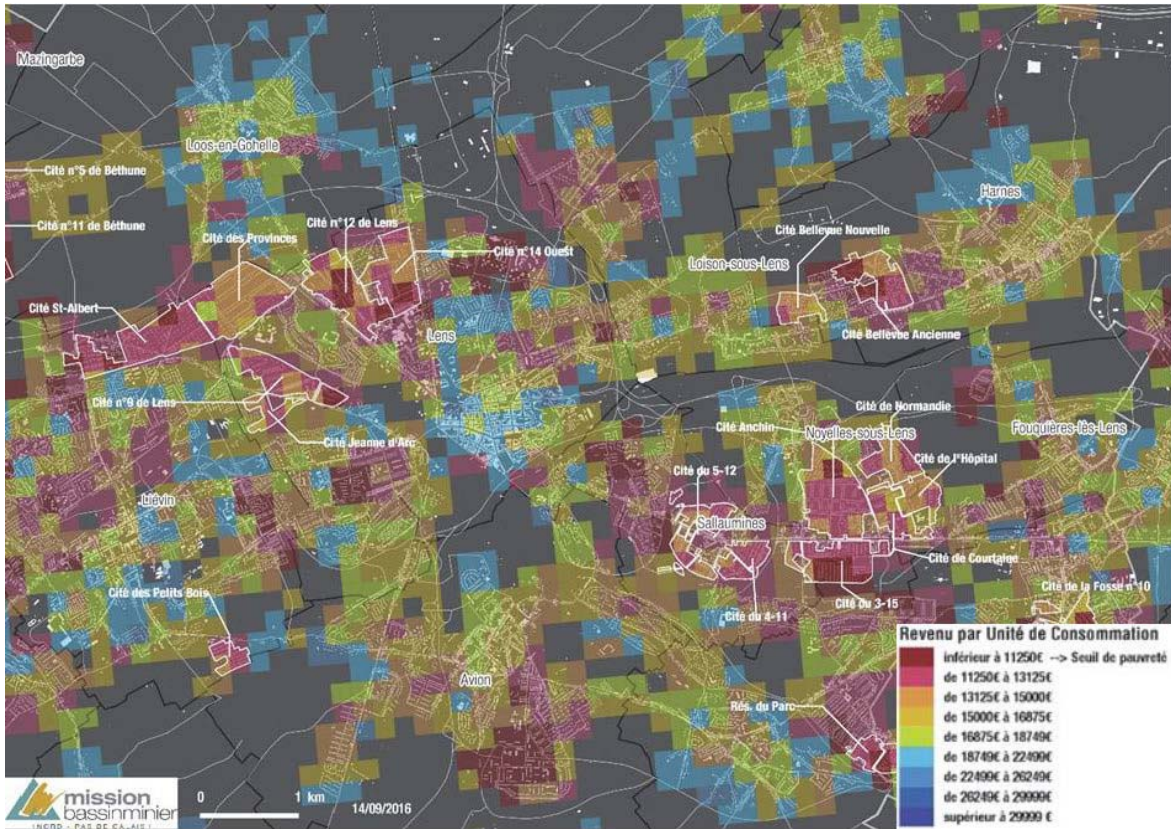 Mazingarbe
Loos-en-Gohelle
Cité n°5 de Béthune
Cité n°11 de Béthune
Cité n°12 de Lens
Cité des Provinces
Cité n°14 Ouest
Harnes
Cité Bellevue Nouvelle
Loison-sous-Lens
Cité St-Albert
Lens
Cité Bellevue Ancienne
Cité n°9 de Lens
Cité de Normandie
Cité Anchin
Noyelles-sous-Lens
Fouquières-lès-Lens
Cité Jeanne d'Arc
Cité de l'Hôpital
Cité du 5-12
Liévin
Sallaumines
Cité de Courtaine
Cité des Petits Bois
Cité de la Fosse n°10
Cité du 3-15
Cité du 4-11
Avion
Rés. du Parc
Revenu par Unité de Consommation
inférieur à 11250€ --> Seuil de pauvreté
de 11250€ à 13125€
de 13125€ à 15000€
de 15000€ à 16875€
de 16875€ à 18749€
de 18749€ à 22499€
de 22499€ à 26249€
de 26249€ à 29999€
supérieur à 29999 €
mission
bassinminier
0 1 km
14/09/2016